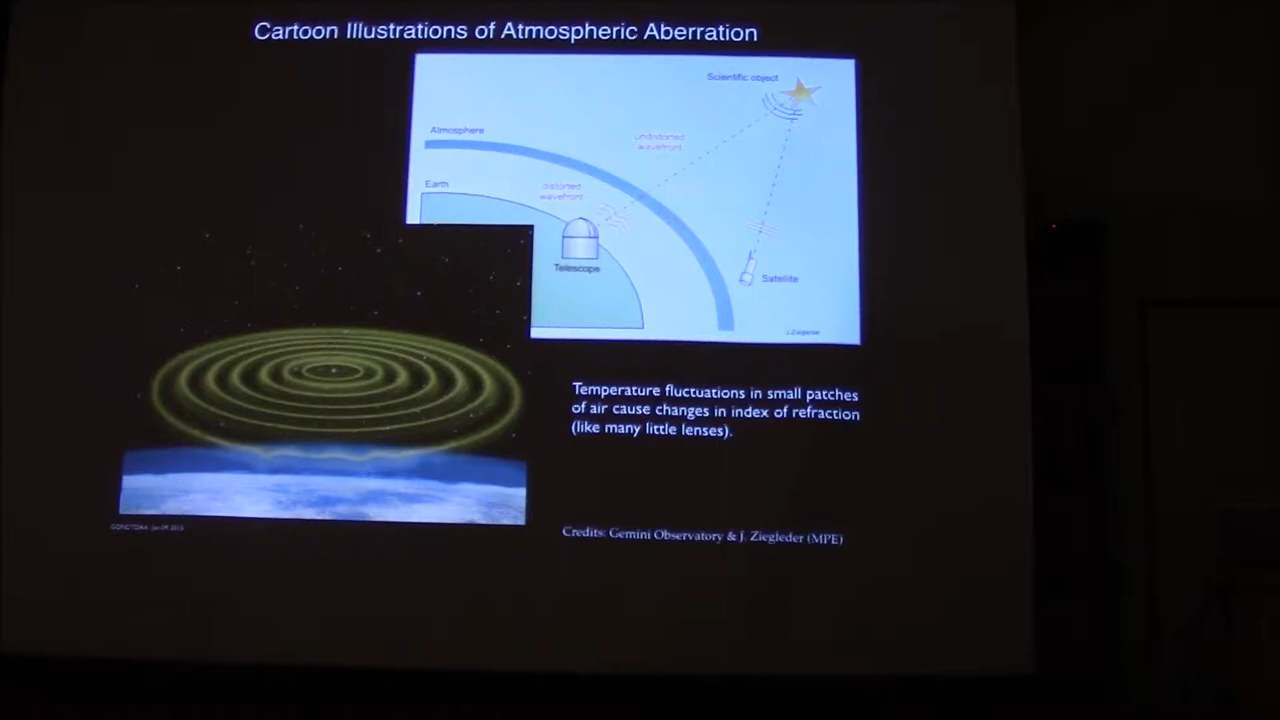 Cartoon Illustrations of Atmospheric Aberration
Scientific object
undistorted
wavefront
Atmosphere
Earth
distorted
wavefront
Telescope
Satellite
Temperature fluctuations in small patches
of air cause changes in index of refraction
(like many little lenses).
Credits: Gemini Observatory & J. Ziegleder (MPE)